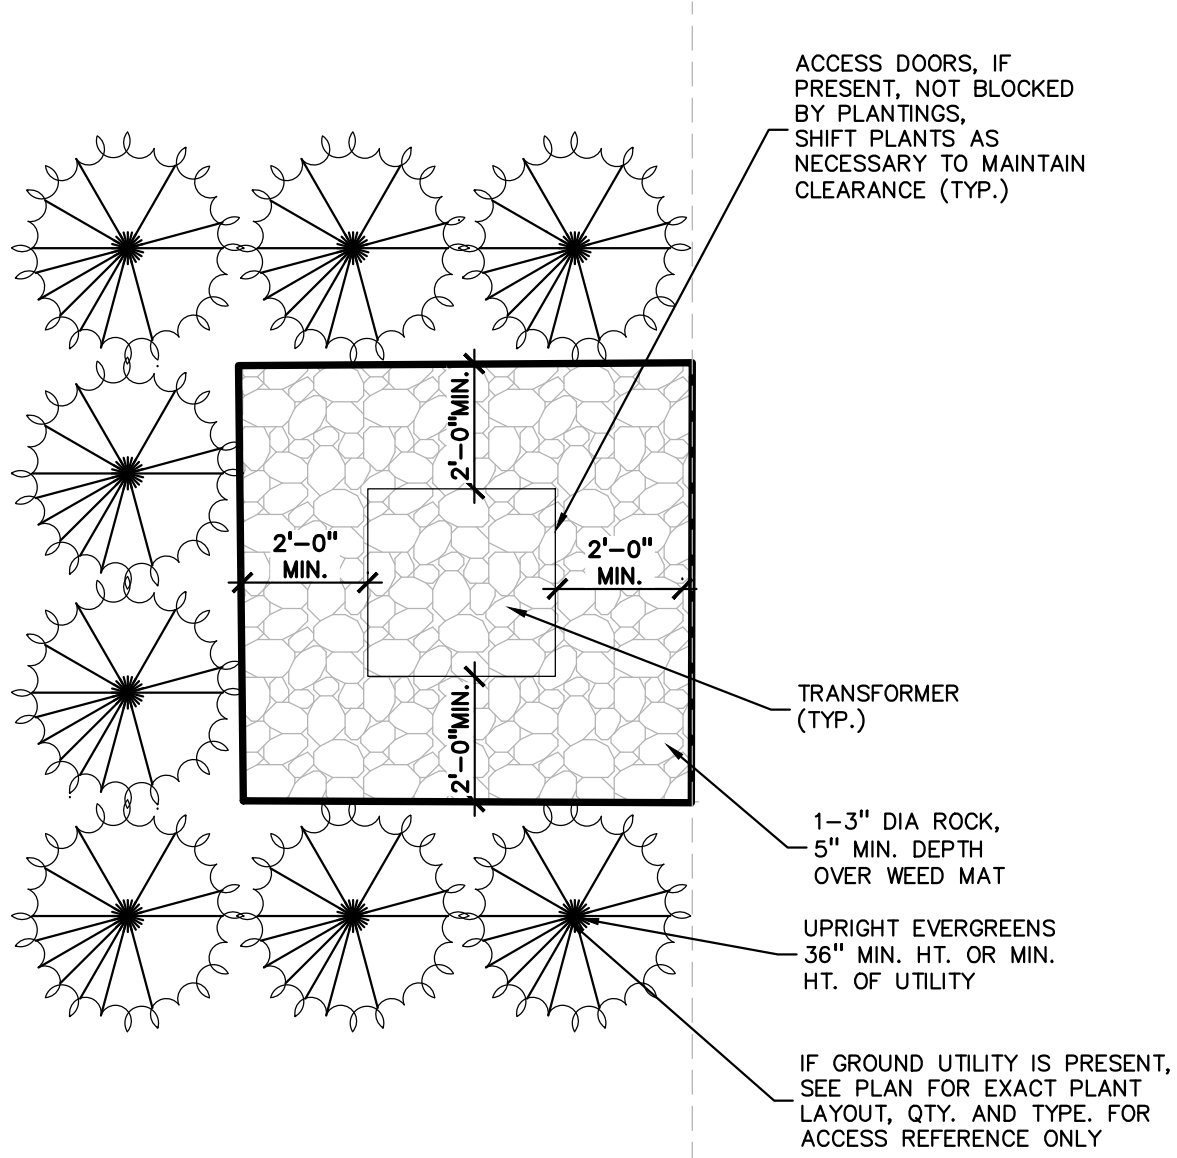 ACCESS DOORS, IF
PRESENT, NOT BLOCKED
BY PLANTINGS,
SHIFT PLANTS AS
NECESSARY TO MAINTAIN
CLEARANCE (TYP.)
2'-0"MIN.
2'-0"
MIN.
2'-0"
MIN.
2'-0"MIN.
TRANSFORMER
(TYP.)
1-3" DIA ROCK,
5" MIN. DEPTH
OVER WEED MAT
UPRIGHT EVERGREENS
36" MIN. HT. OR MIN.
HT. OF UTILITY
IF GROUND UTILITY IS PRESENT,
SEE PLAN FOR EXACT PLANT
LAYOUT, QTY. AND TYPE. FOR
ACCESS REFERENCE ONLY